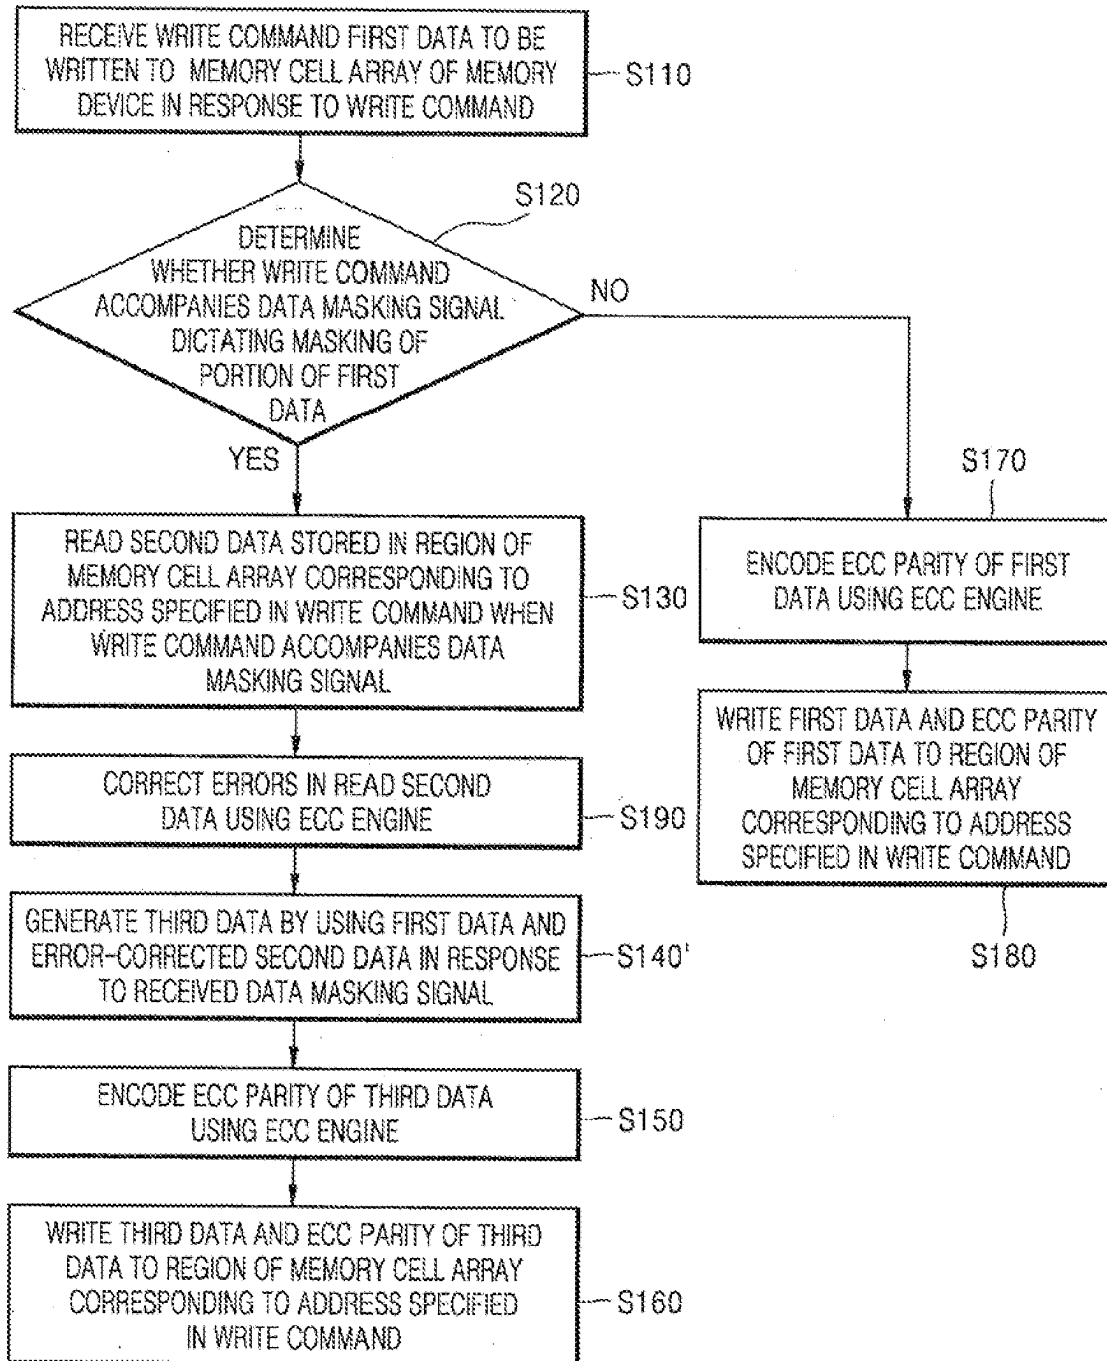 RECEIVE WRITE COMMAND FIRST DATA TO BE
WRITTEN TO MEMORY CELL ARRAY OF MEMORY
DEVICE IN RESPONSE TO WRITE COMMAND
S110
S120
DETERMINE
WHETHER WRITE COMMAND
ACCOMPANIES DATA MASKING SIGNAL
DICTATING MASKING OF
PORTION OF FIRST
DATA
NO
YES
READ SECOND DATA STORED IN REGION OF
MEMORY CELL ARRAY CORRESPONDING TO
ADDRESS SPECIFIED IN WRITE COMMAND WHEN
WRITE COMMAND ACCOMPANIES DATA
MASKING SIGNAL
S130
CORRECT ERRORS IN READ SECOND
DATA USING ECC ENGINE
S190
GENERATE THIRD DATA BY USING FIRST DATA AND
ERROR-CORRECTED SECOND DATA IN RESPONSE
TO RECEIVED DATA MASKING SIGNAL
S140'
ENCODE ECC PARITY OF THIRD DATA
USING ECC ENGINE
S150
WRITE THIRD DATA AND ECC PARITY OF THIRD
DATA TO REGION OF MEMORY CELL ARRAY
CORRESPONDING TO ADDRESS SPECIFIED
IN WRITE COMMAND
S160
S170
ENCODE ECC PARITY OF FIRST
DATA USING ECC ENGINE
WRITE FIRST DATA AND ECC PARITY
OF FIRST DATA TO REGION OF
MEMORY CELL ARRAY
CORRESPONDING TO ADDRESS
SPECIFIED IN WRITE COMMAND
S180